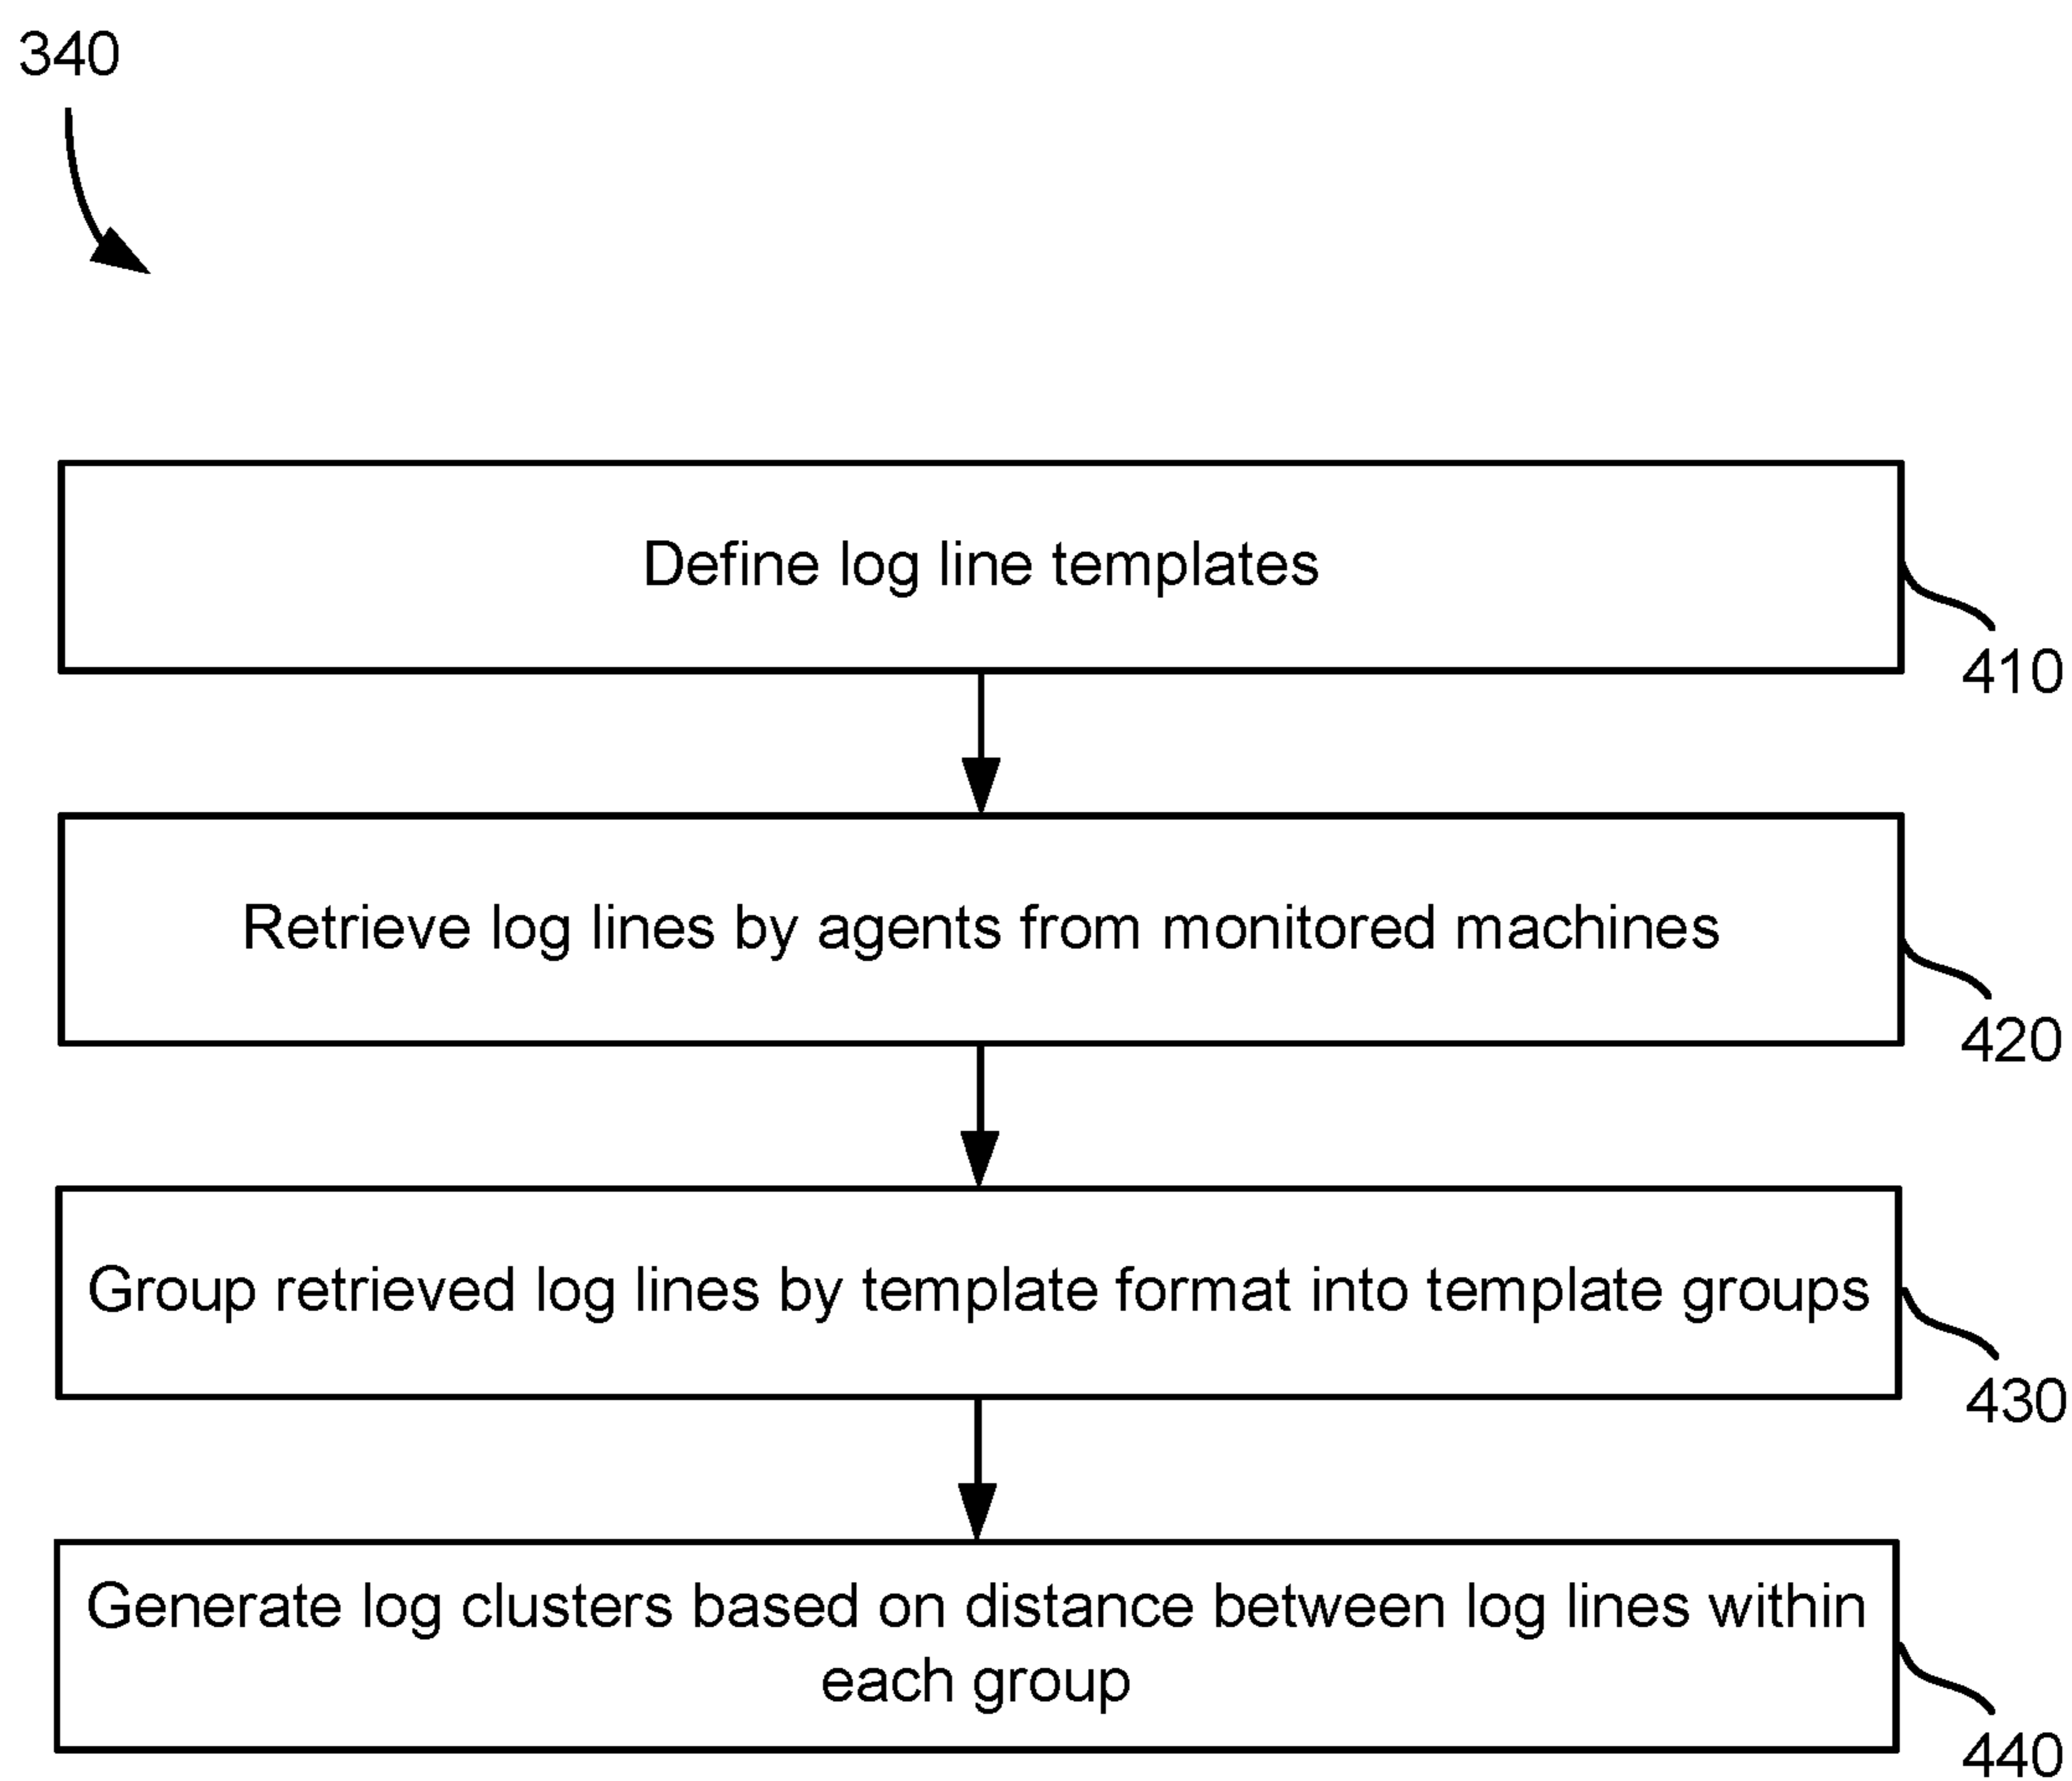 340
Define log line templates
410
Retrieve log lines by agents from monitored machines
420
Group retrieved log lines by template format into template groups
430
Generate log clusters based on distance between log lines within
each group
440